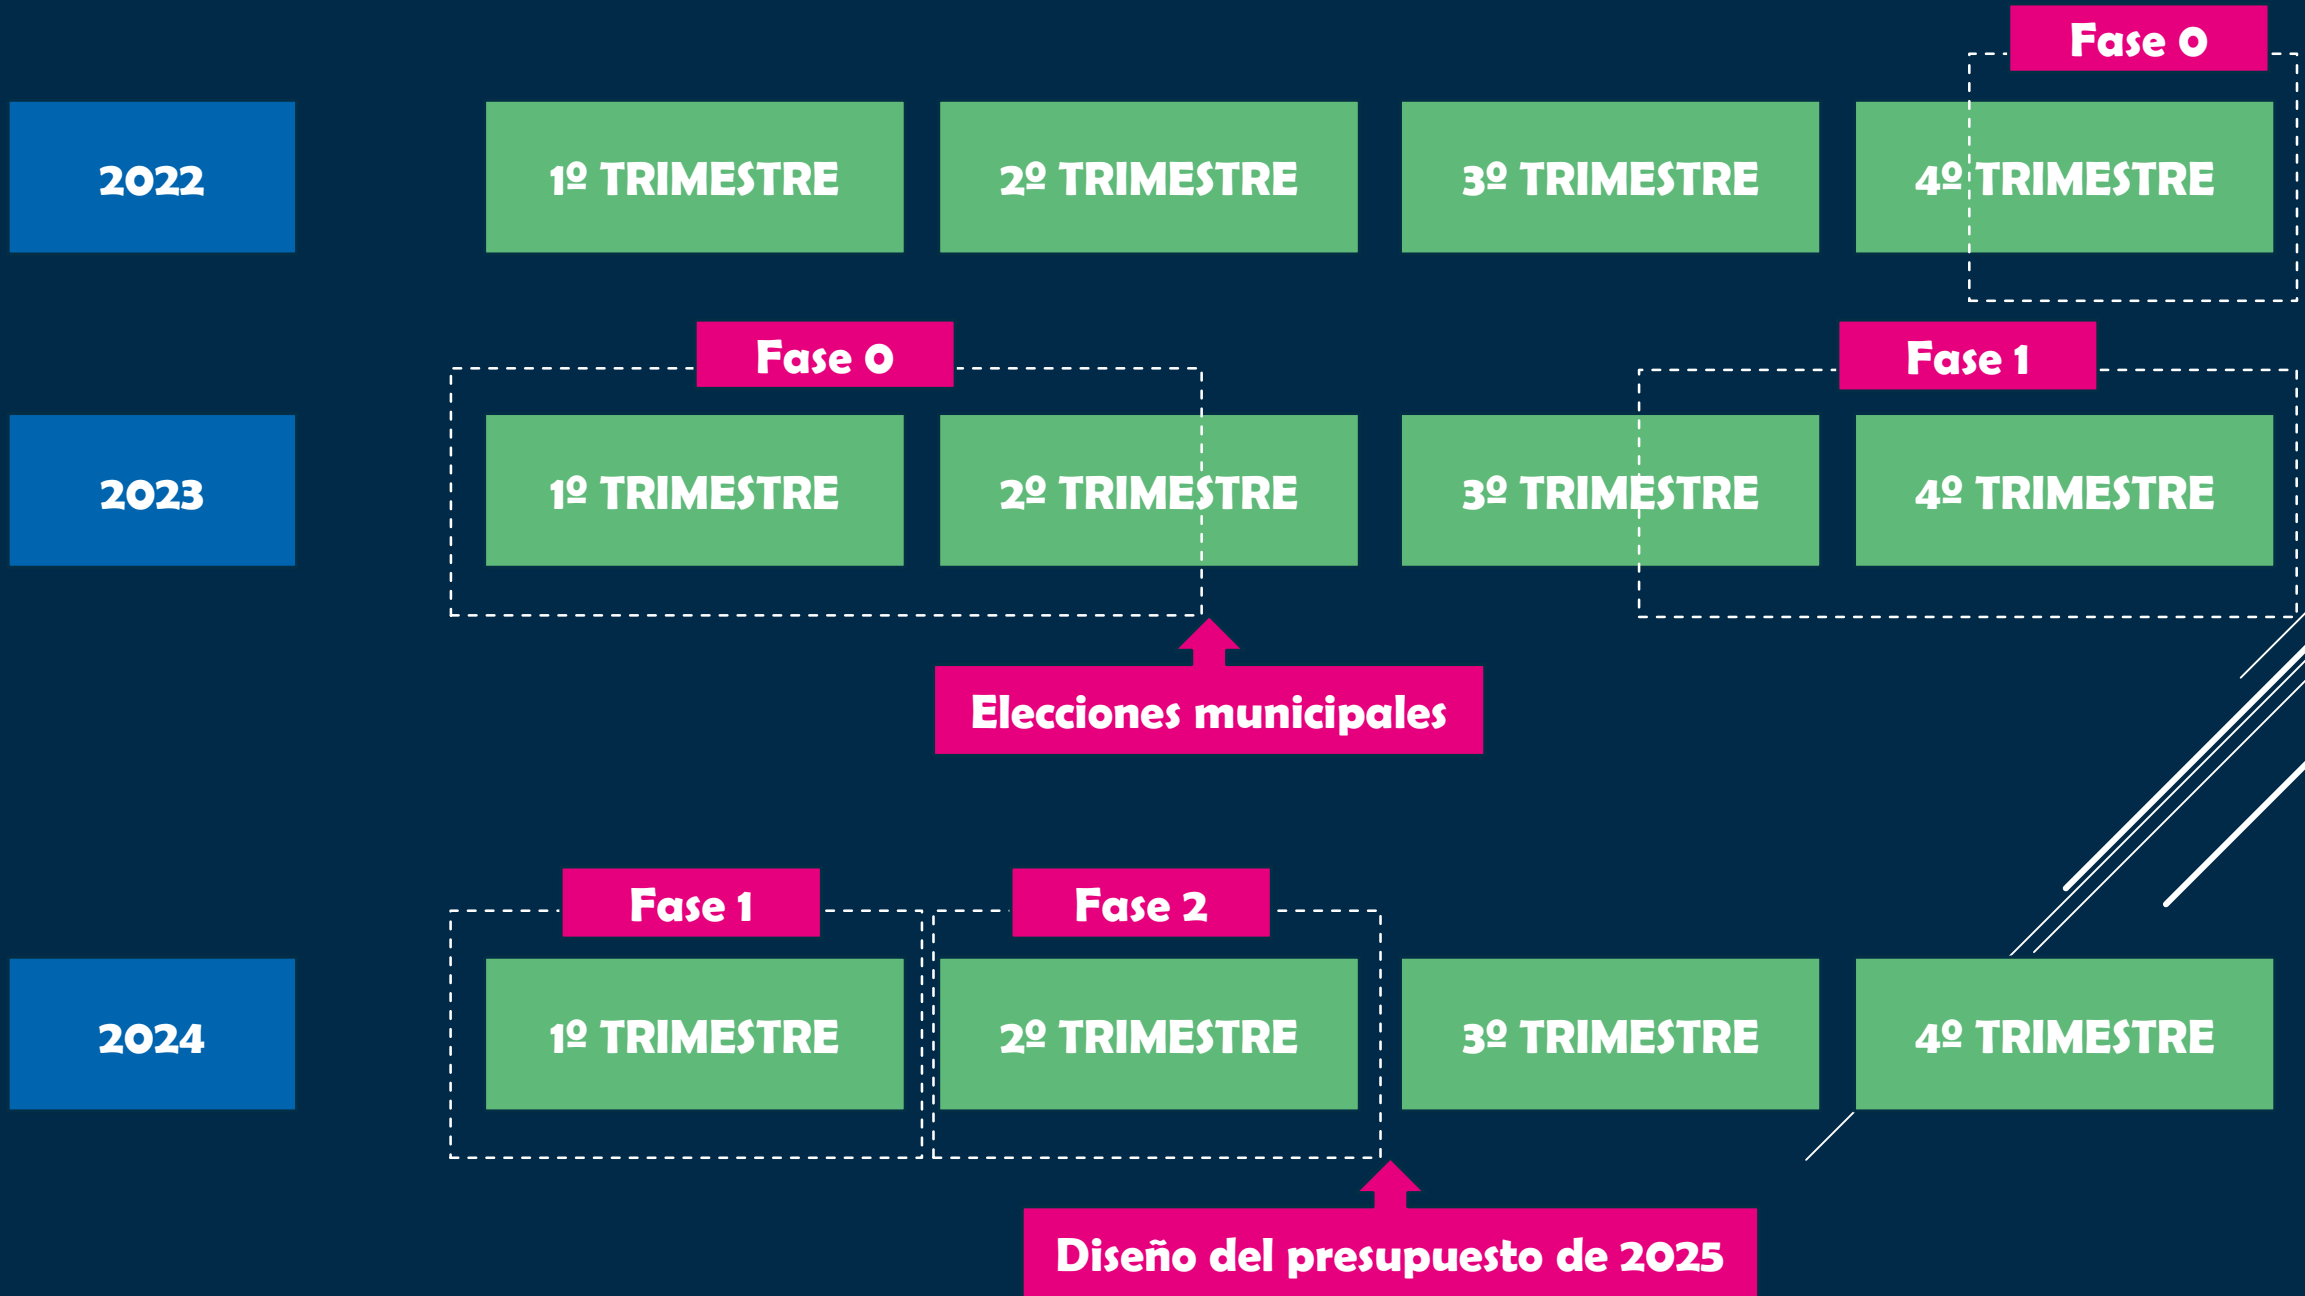 Fase 0
2022
1º TRIMESTRE
2º TRIMESTRE
3º TRIMESTRE
4º TRIMESTRE
Fase 0
Fase 1
2023
1º TRIMESTRE
2º TRIMESTRE
3º TRIMESTRE
4º TRIMESTRE
Elecciones municipales
Fase 1
Fase 2
2024
1º TRIMESTRE
2º TRIMESTRE
3º TRIMESTRE
4º TRIMESTRE
Diseño del presupuesto de 2025